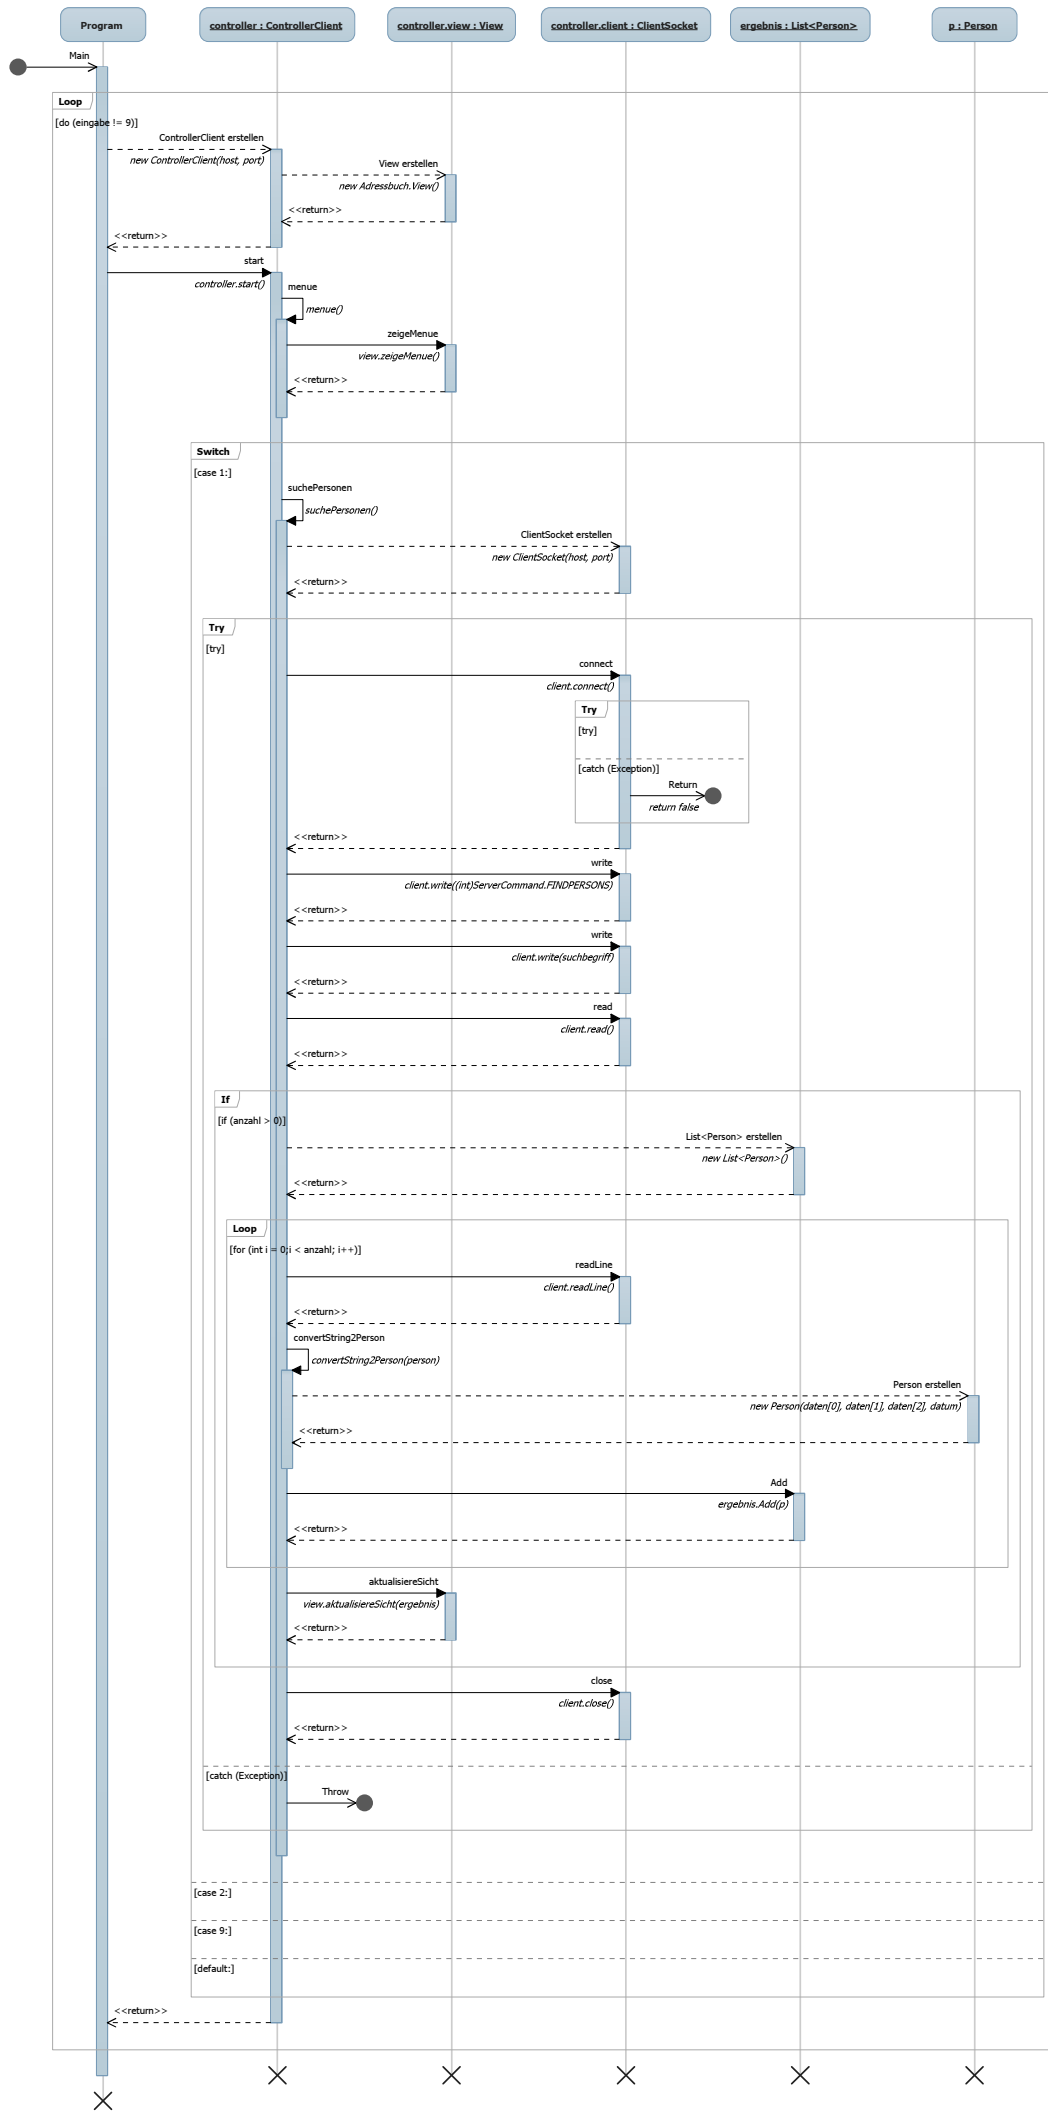 Program
controller : ControllerClient
controller.view : View
controller.client : ClientSocket
ergebnis : List<Person>
p : Person
Main
Loop
[do (eingabe != 9)]
ControllerClient erstellen
new ControllerClient(host, port)
View erstellen
new Adressbuch.View()
<<return>>
<<return>>
start
controller.start()
menue
menue()
zeigeMenue
view.zeigeMenue()
<<return>>
Switch
[case 1:]
suchePersonen
suchePersonen()
ClientSocket erstellen
new ClientSocket(host, port)
<<return>>
Try
[try]
connect
client.connect()
Try
[try]
[catch (Exception)]
Return
return false
<<return>>
write
client.write((int)ServerCommand.FINDPERSONS)
<<return>>
write
client.write(suchbegriff)
<<return>>
read
client.read()
<<return>>
If
[if (anzahl > 0)]
List<Person> erstellen
new List<Person>()
<<return>>
Loop
[for (int i = 0;i < anzahl; i++)]
readLine
client.readLine()
<<return>>
convertString2Person
convertString2Person(person)
Person erstellen
new Person(daten[0], daten[1], daten[2], datum)
<<return>>
Add
ergebnis.Add(p)
<<return>>
aktualisiereSicht
view.aktualisiereSicht(ergebnis)
<<return>>
close
client.close()
<<return>>
[catch (Exception)]
Throw
[case 2:]
[case 9:]
[default:]
<<return>>